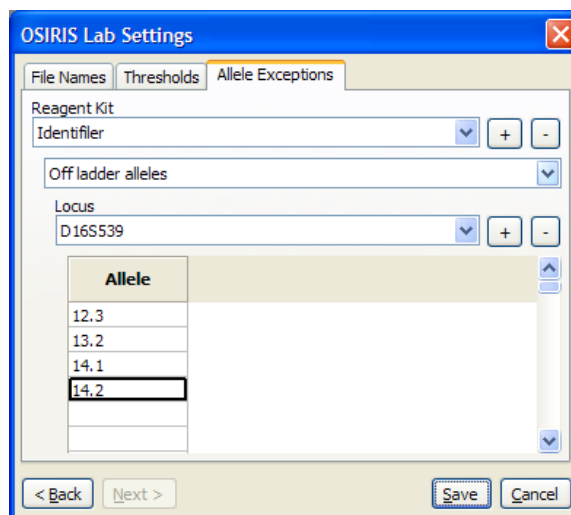 OSIRIS Lab Settings
File Names Thresholds Allele Exceptions
Reagent Kit
Identifiler + -
Off ladder alleles
Locus
D16S539 + -
Allele
12.3
13.2
14.1
14.2
< Back Next > Save Cancel